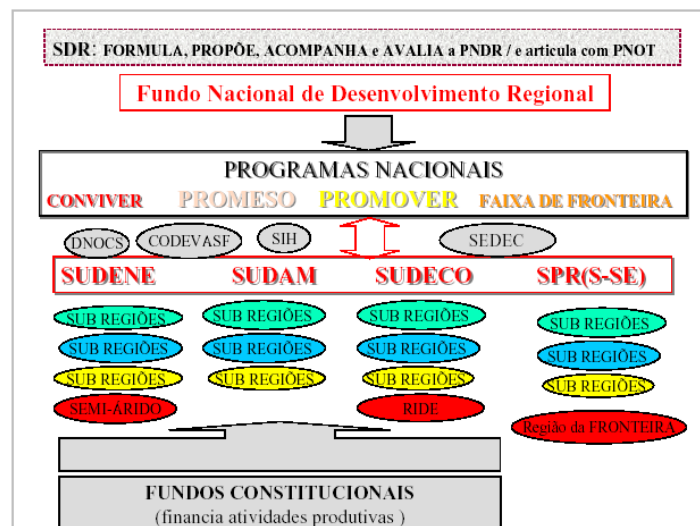 SDR: FORMULA, PROPÕE, ACOMPANHA e AVALIA a PNDR / e articula com PNOT
Fundo Nacional de Desenvolvimento Regional
PROGRAMAS NACIONAIS
CONVIVER PROMESO PROMOVER FAIXA DE FRONTEIRA
DNOCS CODEVASF SIH SEDEC
SUDENE SUDAM SUDECO SPR(S-SE)
SUB REGIÕES SUB REGIÕES SUB REGIÕES SUB REGIÕES
SUB REGIÕES SUB REGIÕES SUB REGIÕES SUB REGIÕES
SUB REGIÕES SUB REGIÕES SUB REGIÕES SUB REGIÕES
SEMI-ÁRIDO RIDE Região da FRONTEIRA
FUNDOS CONSTITUCIONAIS
(financia atividades produtivas )